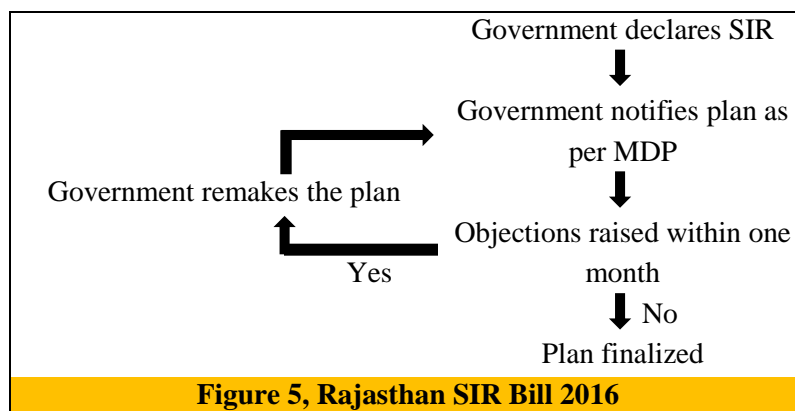 Government declares SIR
Government notifies plan as
per MDP
Government remakes the plan
Objections raised within one
month
Yes
No
Plan finalized
Figure 5, Rajasthan SIR Bill 2016